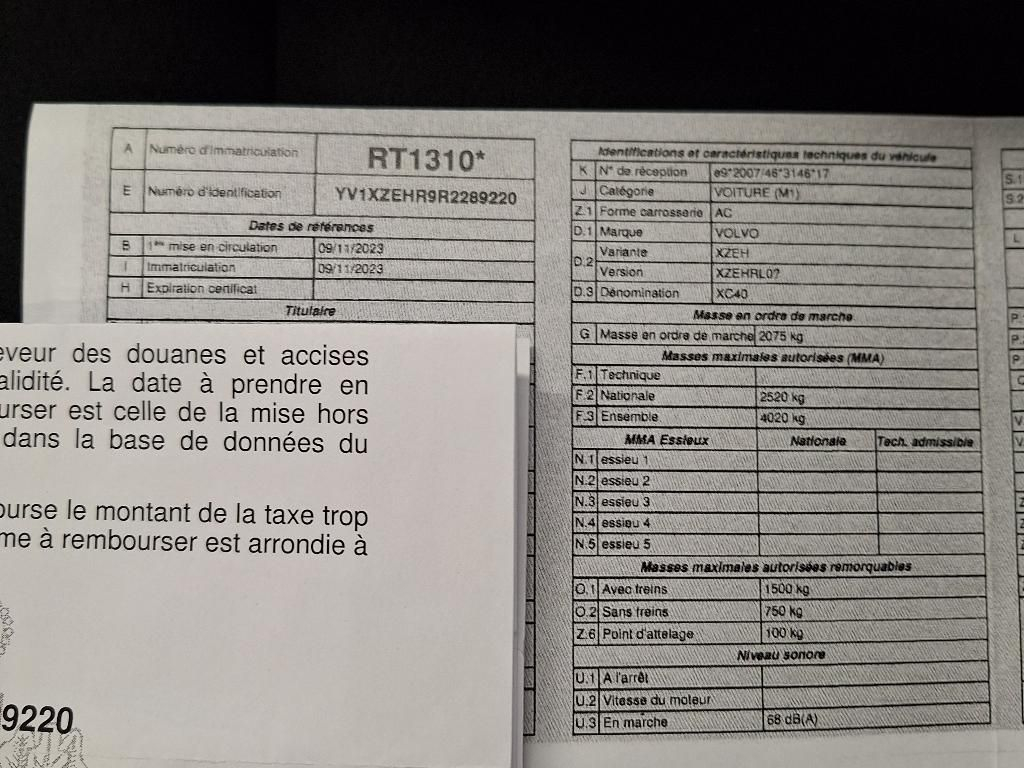 A Numéro d'immatriculation RT1310*
E Numéro d'identification YV1XZEHR9R2289220
Dates de références
B 1ère mise en circulation 09/11/2023
I Immatriculation 09/11/2023
H Expiration certificat
Titulaire
eveur des douanes et accises
alidité. La date à prendre en
urser est celle de la mise hors
dans la base de données du
ourse le montant de la taxe trop
me à rembourser est arrondie à
9220
Identifications et caractéristiques techniques du véhicule
K N° de réception e9*2007/46*3146*17
J Catégorie VOITURE (M1)
Z.1 Forme carrosserie AC
D.1 Marque VOLVO
D.2 Variante XZEH
Version XZEHRL0?
D.3 Dénomination XC40
Masse en ordre de marche
G Masse en ordre de marche 2075 kg
Masses maximales autorisées (MMA)
F.1 Technique
F.2 Nationale 2520 kg
F.3 Ensemble 4020 kg
MMA Essieux Nationale Tech. admissible
N.1 essieu 1
N.2 essieu 2
N.3 essieu 3
N.4 essieu 4
N.5 essieu 5
Masses maximales autorisées remorquables
O.1 Avec freins 1500 kg
O.2 Sans freins 750 kg
Z.6 Point d'attelage 100 kg
Niveau sonore
U.1 A l'arrêt
U.2 Vitesse du moteur
U.3 En marche 68 dB(A)
S.1
S.2
L